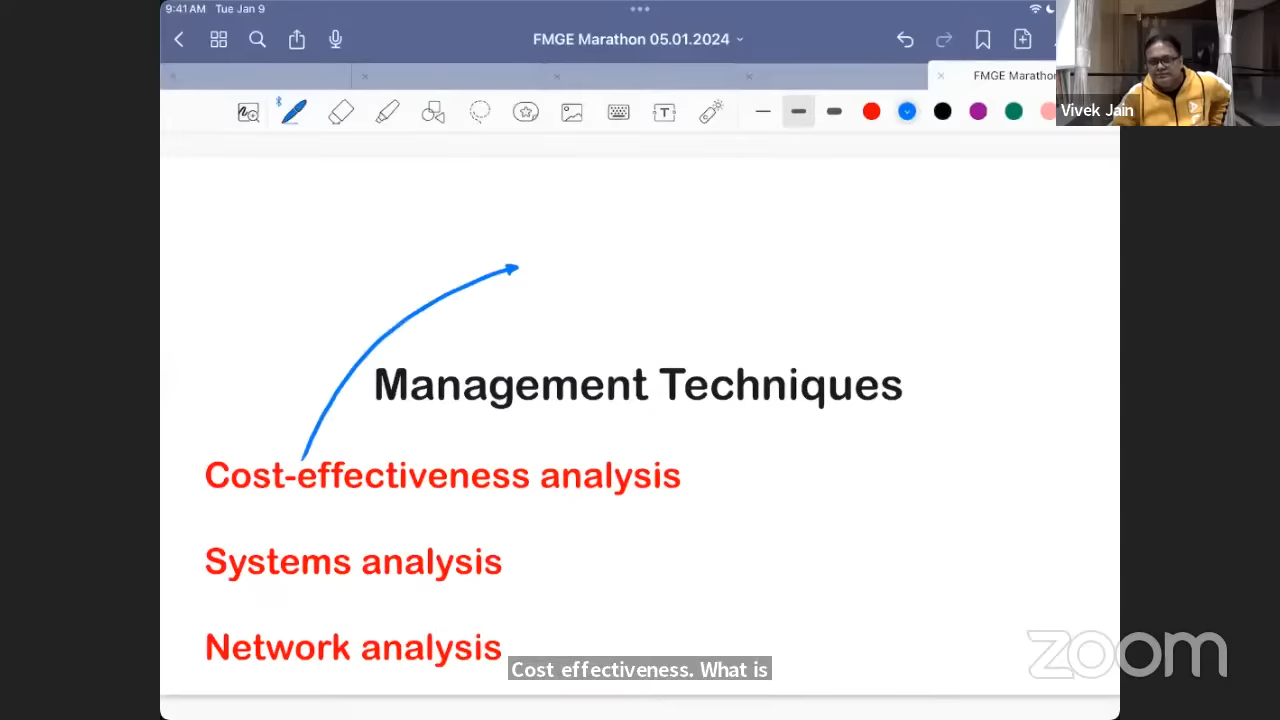 9:41 AM Tue Jan 9
FMGE Marathon 05.01.2024
FMGE Marathon
T
Vivek Jain
Management Techniques
Cost-effectiveness analysis
Systems analysis
Network analysis
Cost effectiveness. What is
zoom